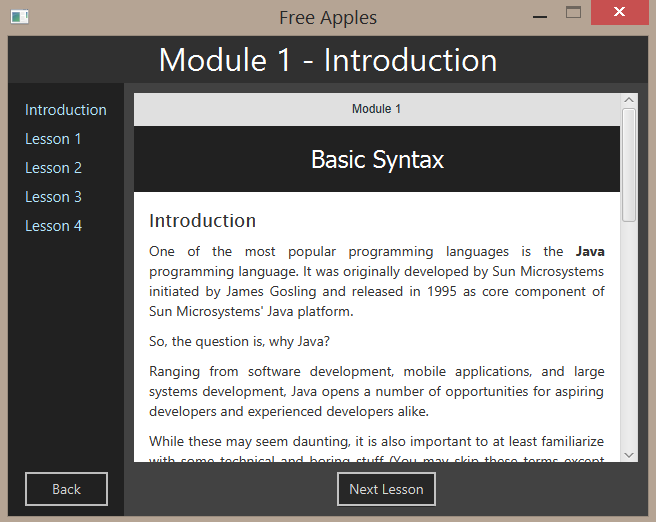 Free Apples
Module 1 - Introduction
Introduction
Lesson 1
Lesson 2
Lesson 3
Lesson 4
Module 1
Basic Syntax
Introduction
One of the most popular programming languages is the Java
programming language. It was originally developed by Sun Microsystems
initiated by James Gosling and released in 1995 as core component of
Sun Microsystems' Java platform.
So, the question is, why Java?
Ranging from software development, mobile applications, and large
systems development, Java opens a number of opportunities for aspiring
developers and experienced developers alike.
While these may seem daunting, it is also important to at least familiarize
with some technical and boring stuff (You may skip these terms except
Back
Next Lesson